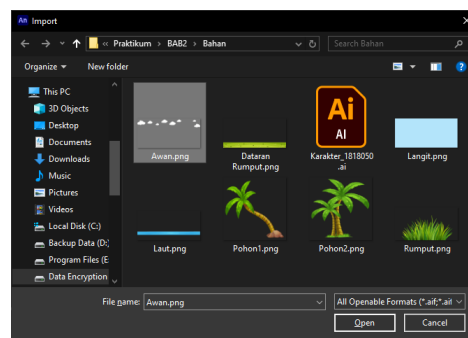 An Import
« Praktikum > BAB2 > Bahan
Search Bahan
Organize
New folder
This PC
3D Objects
Desktop
Documents
Downloads
Music
Pictures
Videos
Local Disk (C:)
Backup Data (D:)
Program Files (E
Data Encryption
Awan.png
Dataran
Rumput.png
Ai
AI
Karakter_1818050
.ai
Langit.png
Laut.png
Pohon1.png
Pohon2.png
Rumput.png
File name:
Awan.png
All Openable Formats (*.aif;*.aif
Open
Cancel